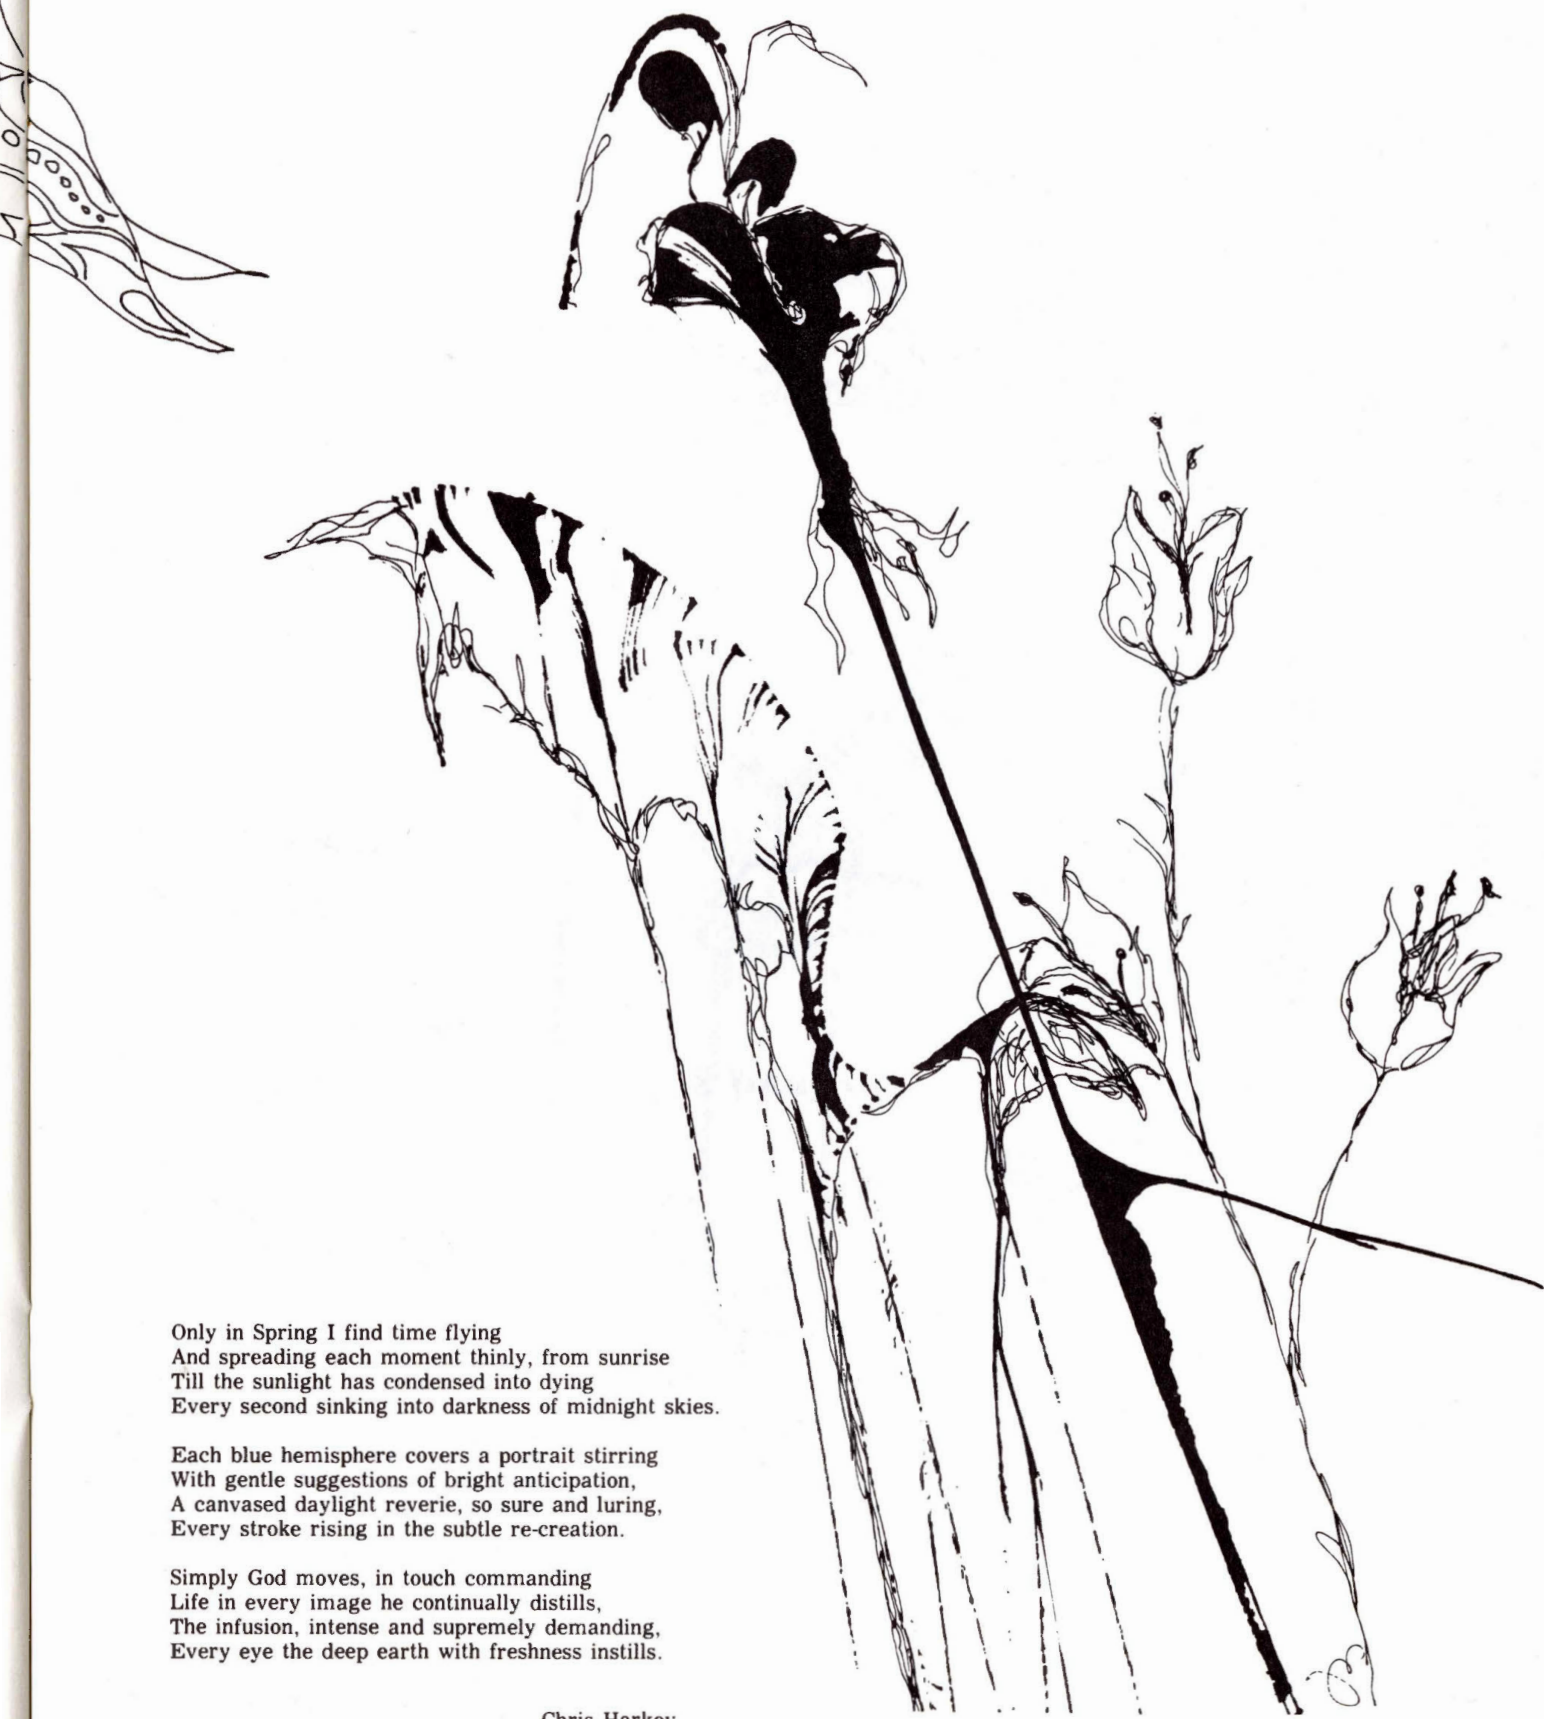 Only in Spring I find time flying
And spreading each moment thinly, from sunrise
Till the sunlight has condensed into dying
Every second sinking into darkness of midnight skies.
Each blue hemisphere covers a portrait stirring
With gentle suggestions of bright anticipation,
A canvased daylight reverie, so sure and luring,
Every stroke rising in the subtle re-creation.
Simply God moves, in touch commanding
Life in every image he continually distills,
The infusion, intense and supremely demanding,
Every eye the deep earth with freshness instills.
Chris